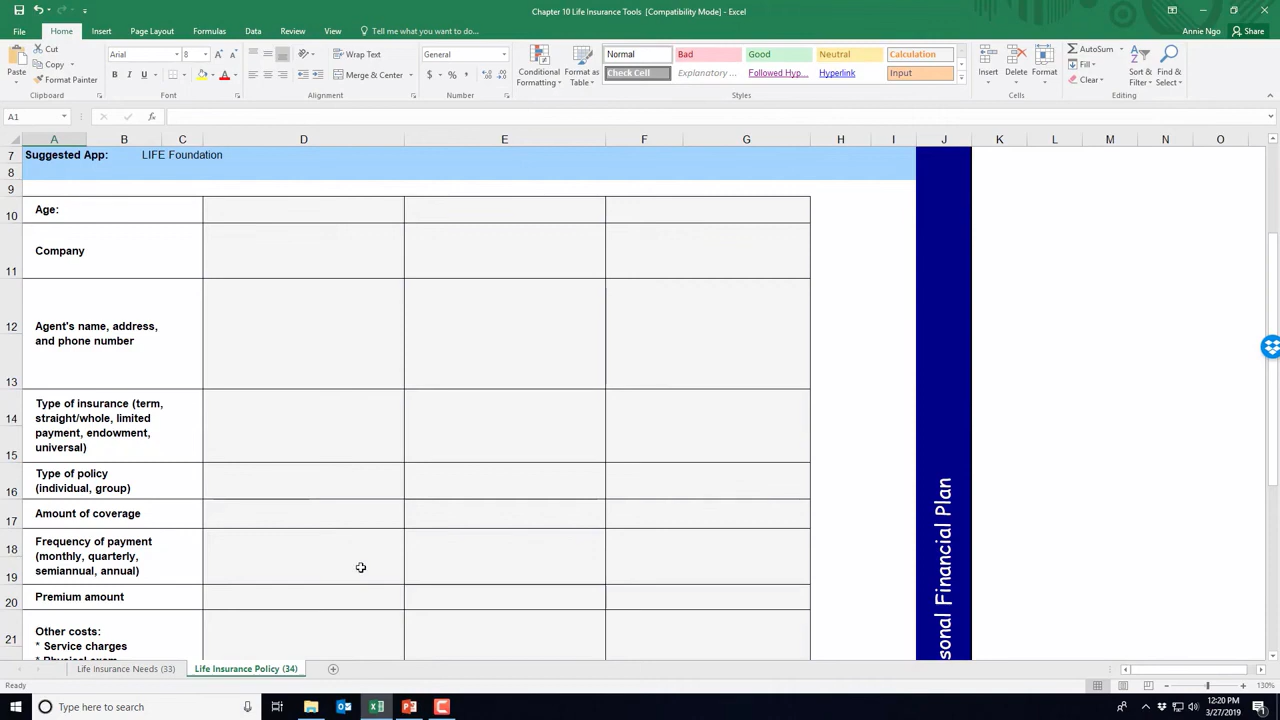 Chapter 10 Life Insurance Tools [Compatibility Mode] - Excel
Annie Ngo
File Home Insert Page Layout Formulas Data Review View Tell me what you want to do... Share
Paste Cut Copy Format Painter Clipboard
Arial 8 B I U A A A Font
Wrap Text Merge & Center Alignment
General $ % , Number
Conditional Formatting Format as Table
Normal Bad Good Neutral Calculation
Check Cell Explanary ... Followed Hyp... Hyperlink Input
Styles
Insert Delete Format Cells
AutoSum Fill Clear Sort & Filter Find & Select Editing
A1 fx
A B C D E F G H I J K L M N O
7 Suggested App: LIFE Foundation
8
9
10 Age:
11 Company
12 Agent's name, address,
and phone number
13
14 Type of insurance (term,
straight/whole, limited
payment, endowment,
15 universal)
16 Type of policy
(individual, group)
17 Amount of coverage
18 Frequency of payment
(monthly, quarterly,
19 semiannual, annual)
20 Premium amount
21 Other costs:
* Service charges
sonal Financial Plan
Life Insurance Needs (33) Life Insurance Policy (34)
Ready 130%
Type here to search
12:20 PM
3/27/2019